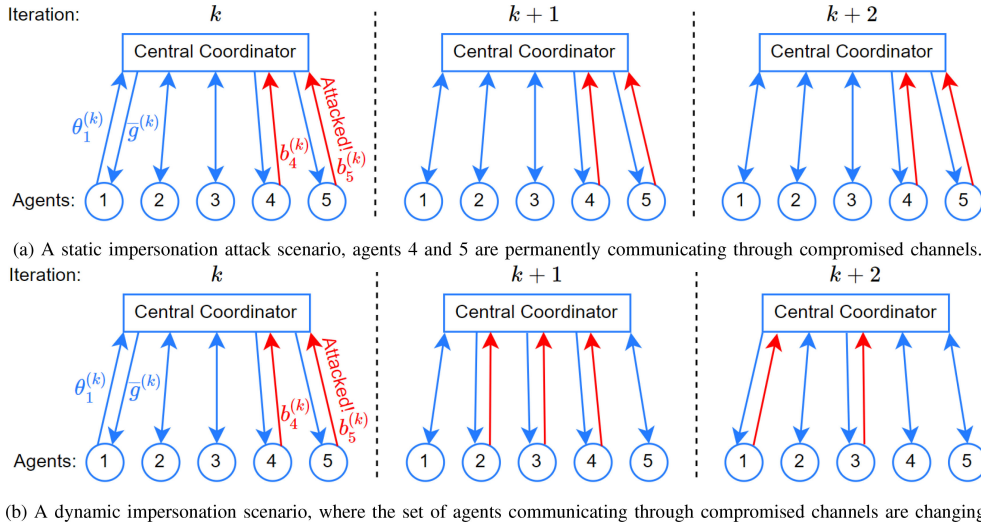 Iteration: k k + 1 k + 2
Central Coordinator Central Coordinator Central Coordinator
θ₁⁽ᵏ⁾ g̅⁽ᵏ⁾ b₄⁽ᵏ⁾ Attacked! b₅⁽ᵏ⁾
Agents: 1 2 3 4 5 1 2 3 4 5 1 2 3 4 5
(a) A static impersonation attack scenario, agents 4 and 5 are permanently communicating through compromised channels.
Iteration: k k + 1 k + 2
Central Coordinator Central Coordinator Central Coordinator
θ₁⁽ᵏ⁾ g̅⁽ᵏ⁾ b₄⁽ᵏ⁾ Attacked! b₅⁽ᵏ⁾
Agents: 1 2 3 4 5 1 2 3 4 5 1 2 3 4 5
(b) A dynamic impersonation scenario, where the set of agents communicating through compromised channels are changing